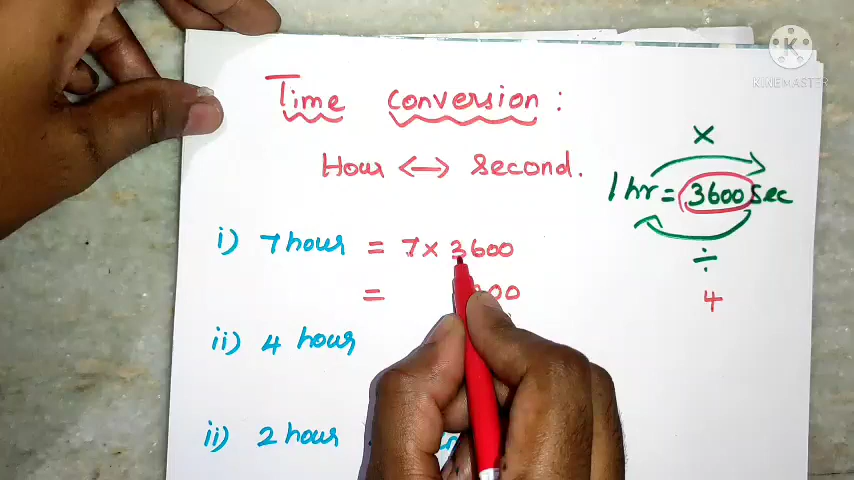 KINEMASTER
Time conversion :
Hour <-> Second.
×
1 hr = 3600 Sec
÷
4
i) 7 hour = 7 × 3600
= 200
ii) 4 hour
ii) 2 hour